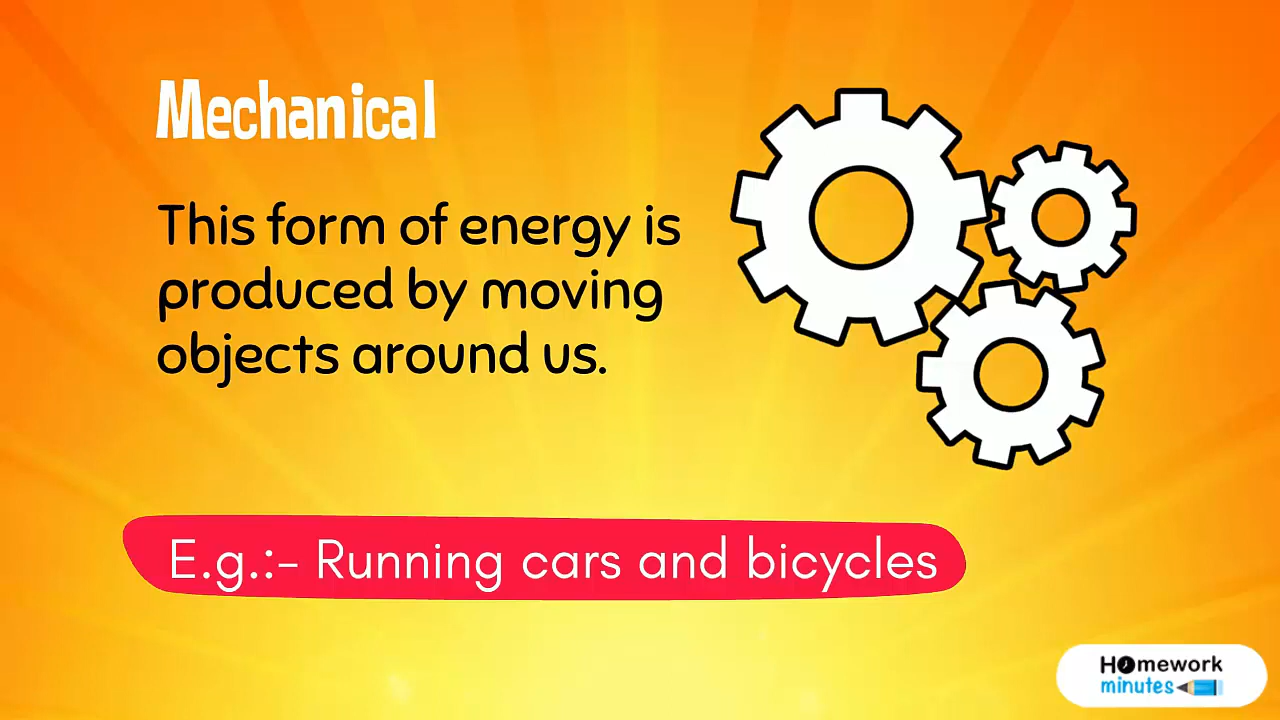 Mechanical
This form of energy is
produced by moving
objects around us.
E.g.:- Running cars and bicycles
Homework
minutes